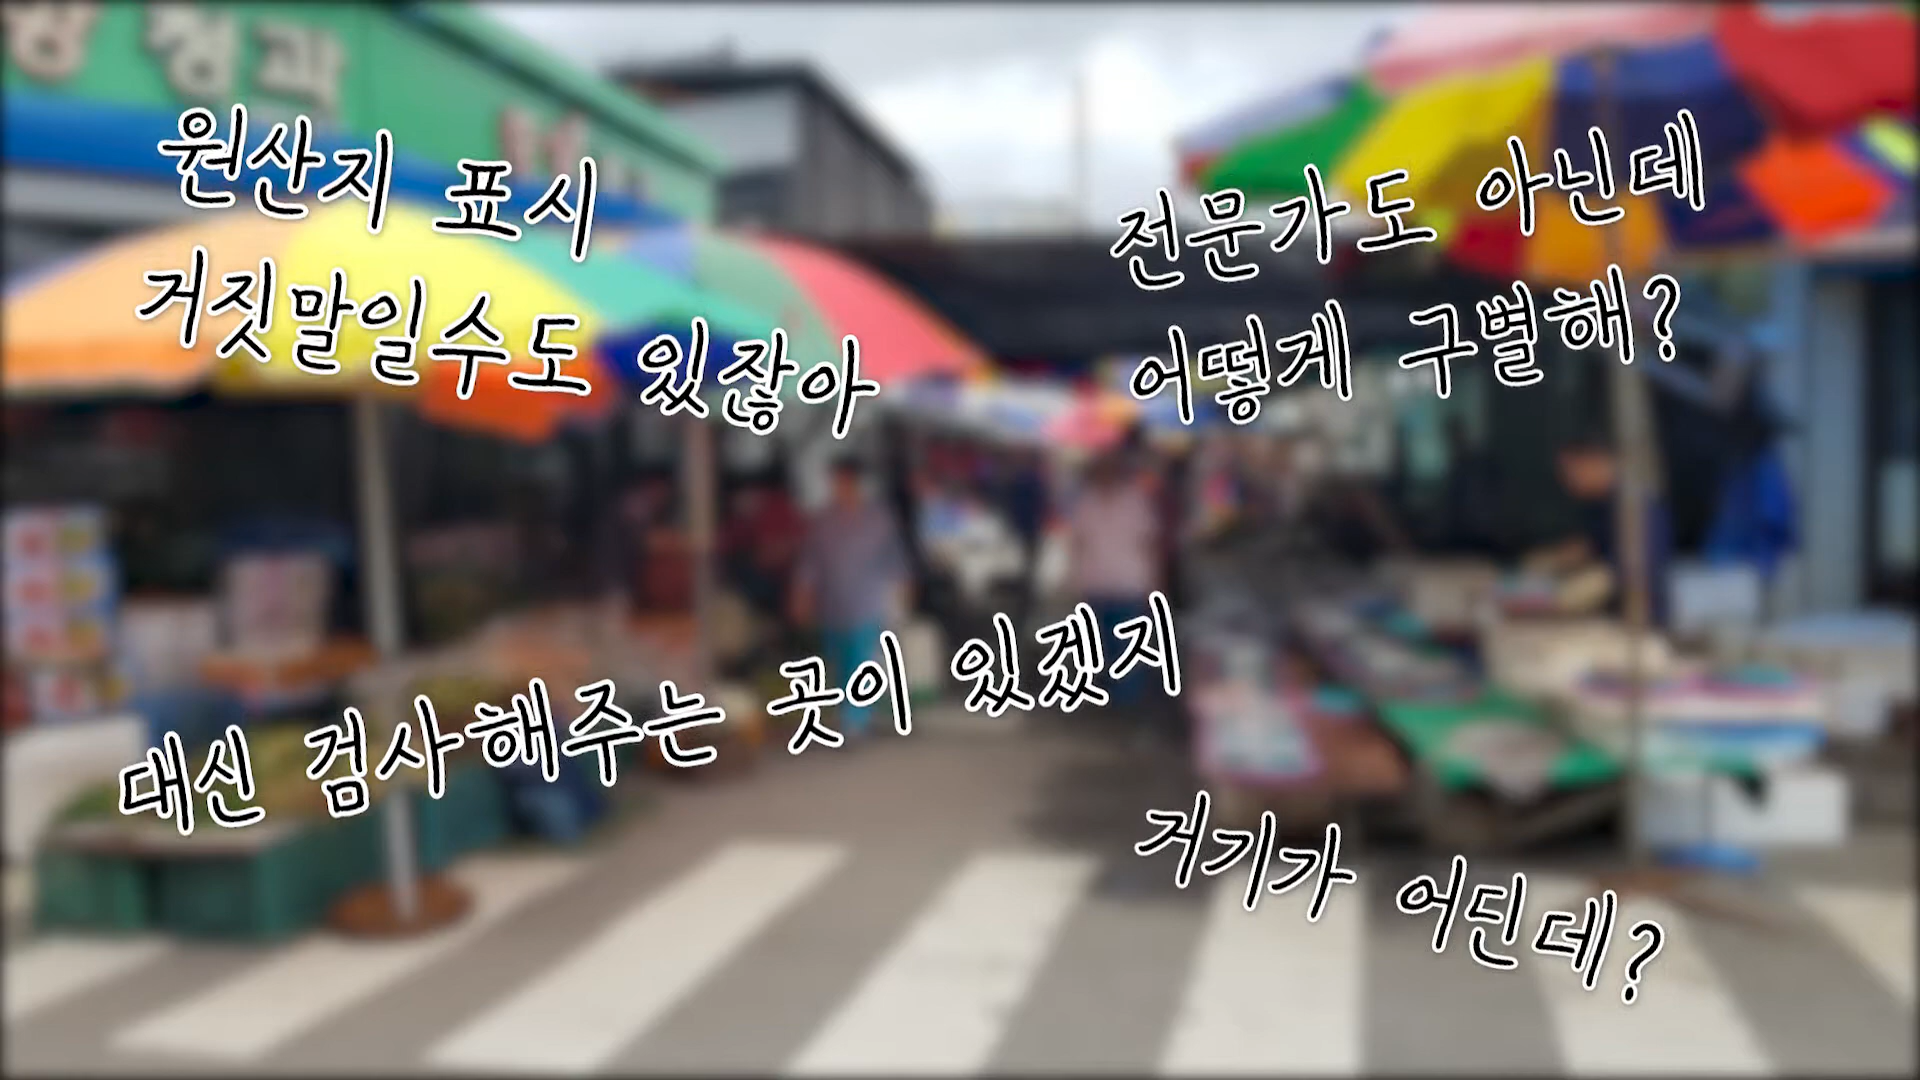 원산지 표시
거짓말일수도 있잖아
전문가도 아닌데
어떻게 구별해?
대신 검사해주는 곳이 있겠지
거기가 어딘데?
청과